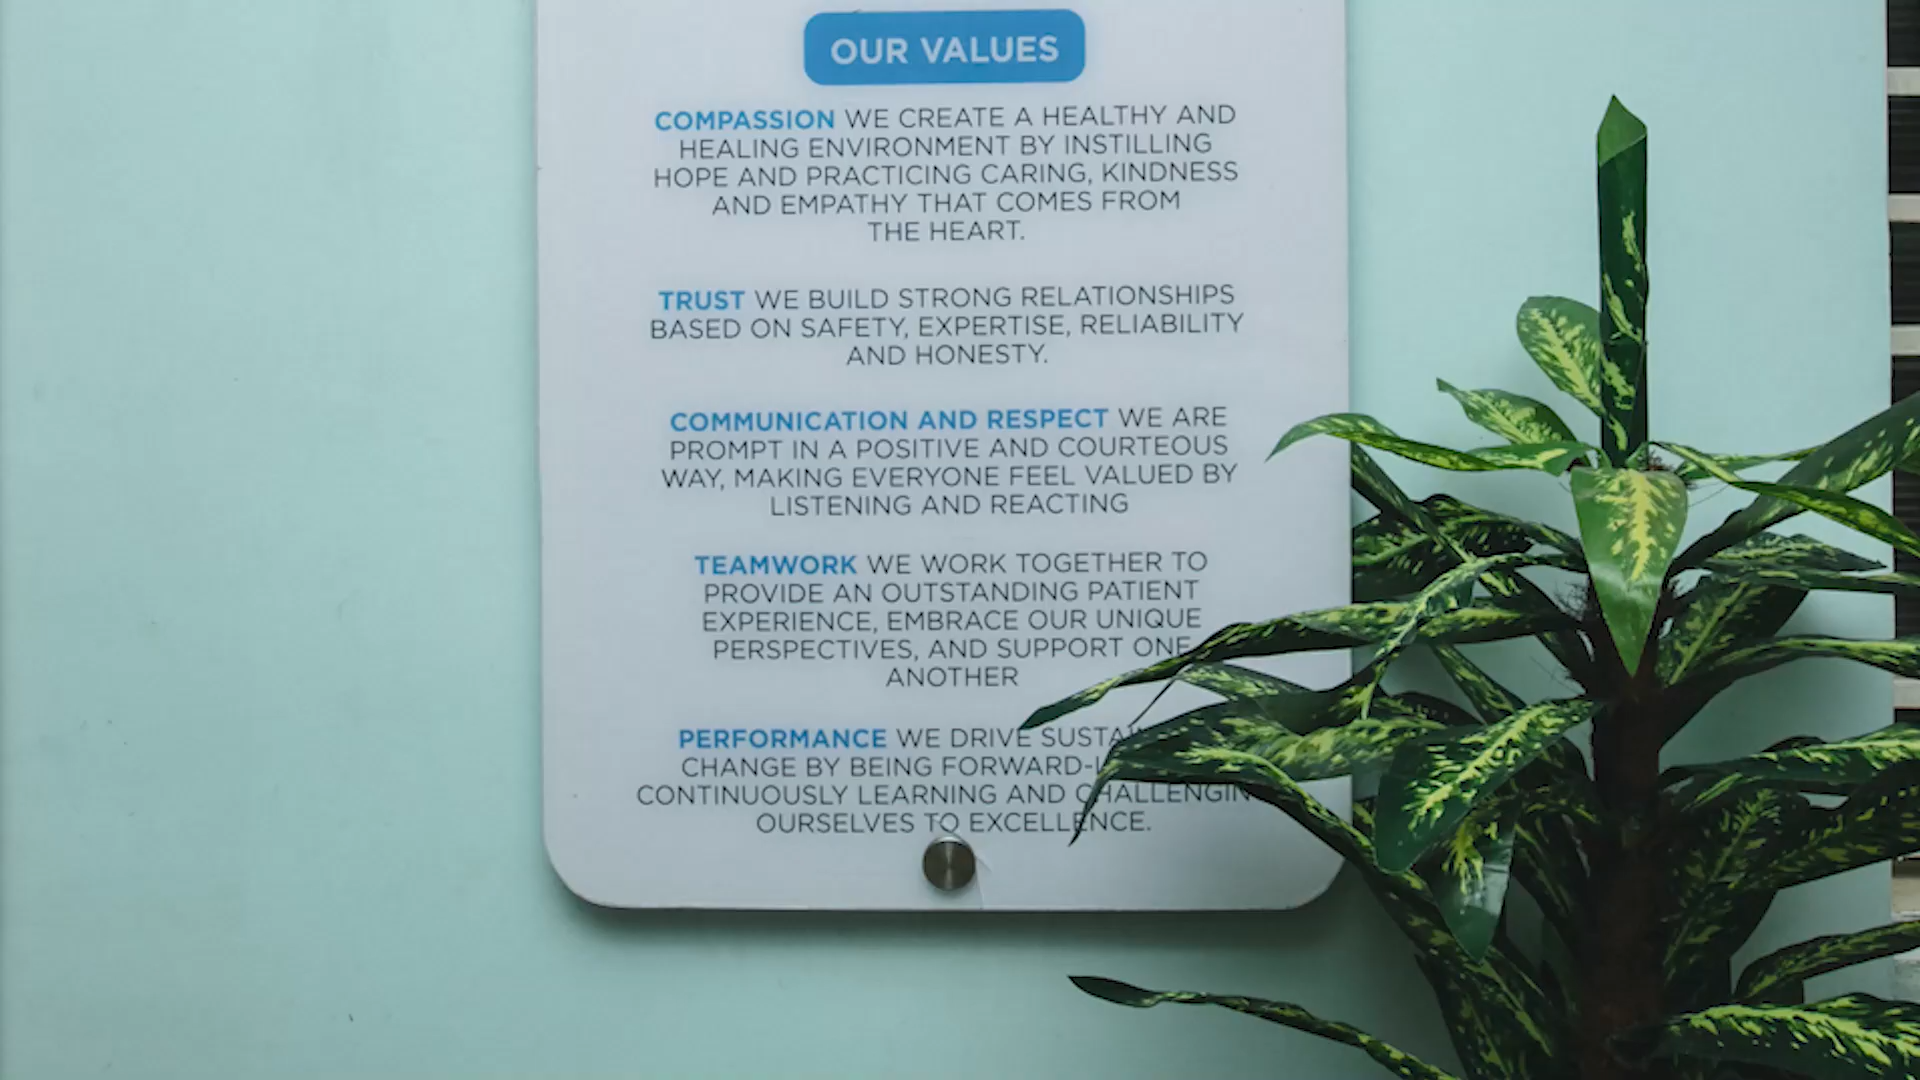 OUR VALUES
COMPASSION WE CREATE A HEALTHY AND
HEALING ENVIRONMENT BY INSTILLING
HOPE AND PRACTICING CARING, KINDNESS
AND EMPATHY THAT COMES FROM
THE HEART.
TRUST WE BUILD STRONG RELATIONSHIPS
BASED ON SAFETY, EXPERTISE, RELIABILITY
AND HONESTY.
COMMUNICATION AND RESPECT WE ARE
PROMPT IN A POSITIVE AND COURTEOUS
WAY, MAKING EVERYONE FEEL VALUED BY
LISTENING AND REACTING
TEAMWORK WE WORK TOGETHER TO
PROVIDE AN OUTSTANDING PATIENT
EXPERIENCE, EMBRACE OUR UNIQUE
PERSPECTIVES, AND SUPPORT ONE
ANOTHER
PERFORMANCE WE DRIVE
CHANGE BY BEING
CONTINUOUSLY LEARNING AND CHALLENGING
OURSELVES TO EXCELLENCE.